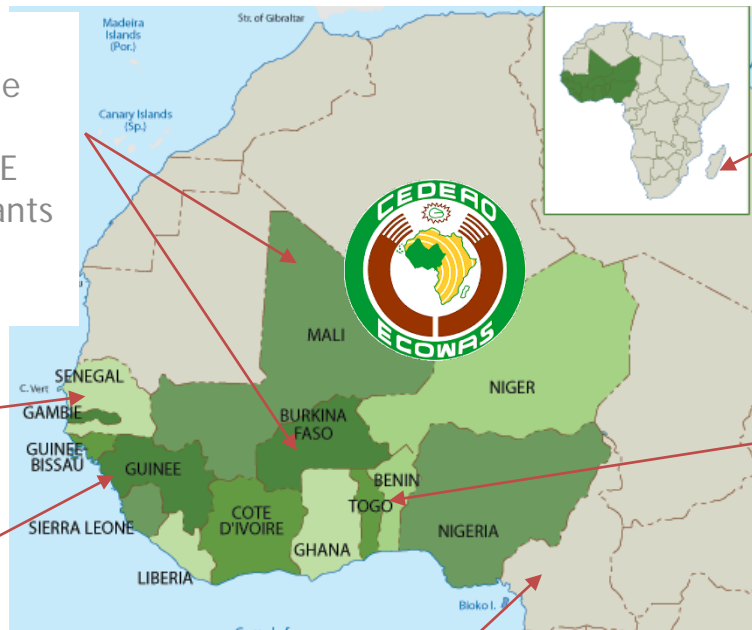 Madeira
Islands
(Por.)
Str. of Gibraltar
e
Canary Islands
(Sp.)
E
ants
CEDEAO
ECOWAS
MALI
NIGER
SENEGAL
C. Vert
GAMBIE
BURKINA
FASO
GUINEE
BISSAU
GUINEE
BENIN
TOGO
COTE
D'IVOIRE
SIERRA LEONE
GHANA
NIGERIA
LIBERIA
Bioko I.